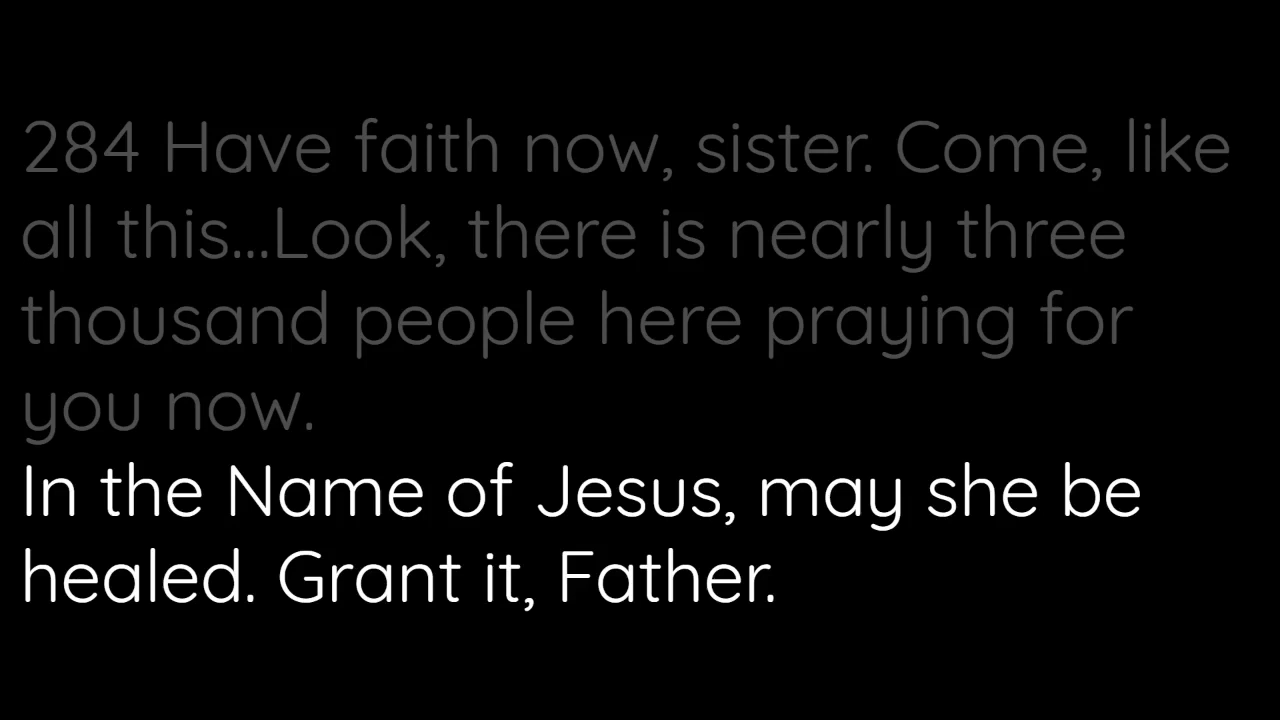 284 Have faith now, sister. Come, like
all this...Look, there is nearly three
thousand people here praying for
you now.
In the Name of Jesus, may she be
healed. Grant it, Father.